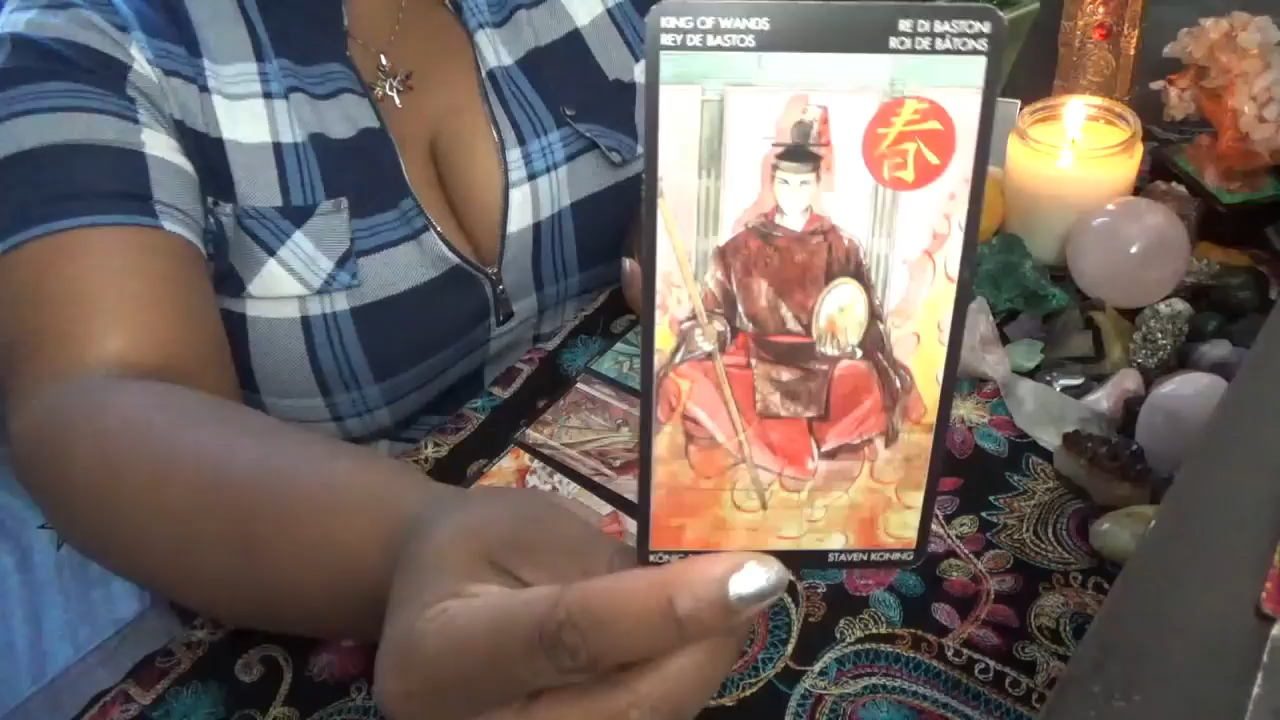 KING OF WANDS
REY DE BASTOS
RE DI BASTONI
ROI DE BÂTONS
春
STAVEN KONING